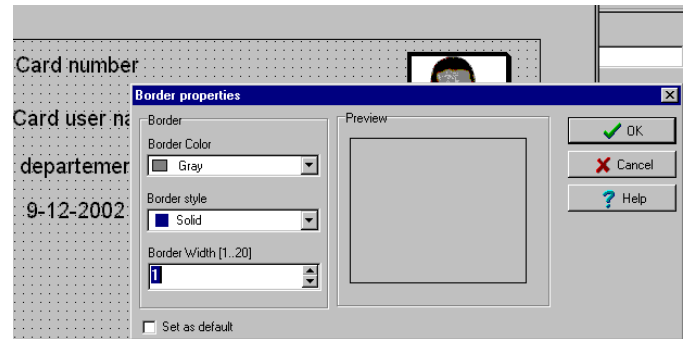 Card number
Card user na
departemen
9-12-2002
Border properties
Border
Border Color
Gray
Border style
Solid
Border Width [1..20]
1
Set as default
Preview
OK
Cancel
? Help